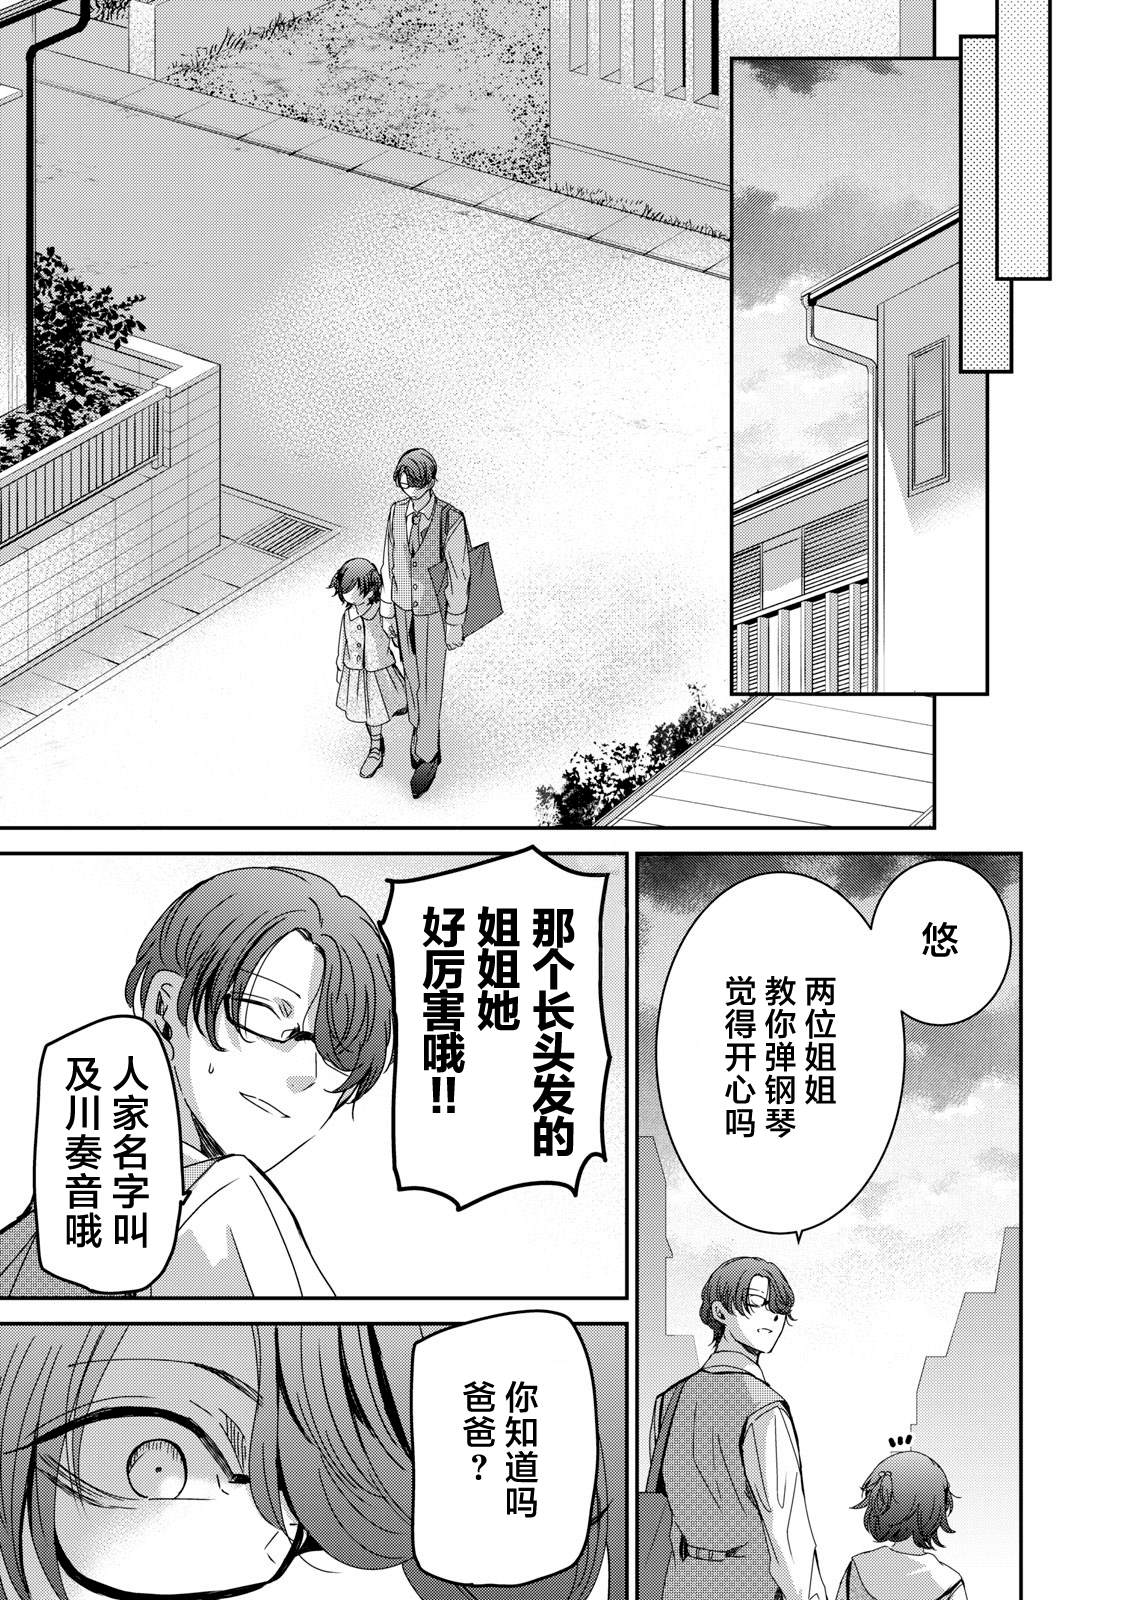 悠
两位姐姐
教你弹钢琴
觉得开心吗
那个长头发的
姐姐她
好厉害哦!!
人家名字叫
及川奏音哦
你知道吗
爸爸?